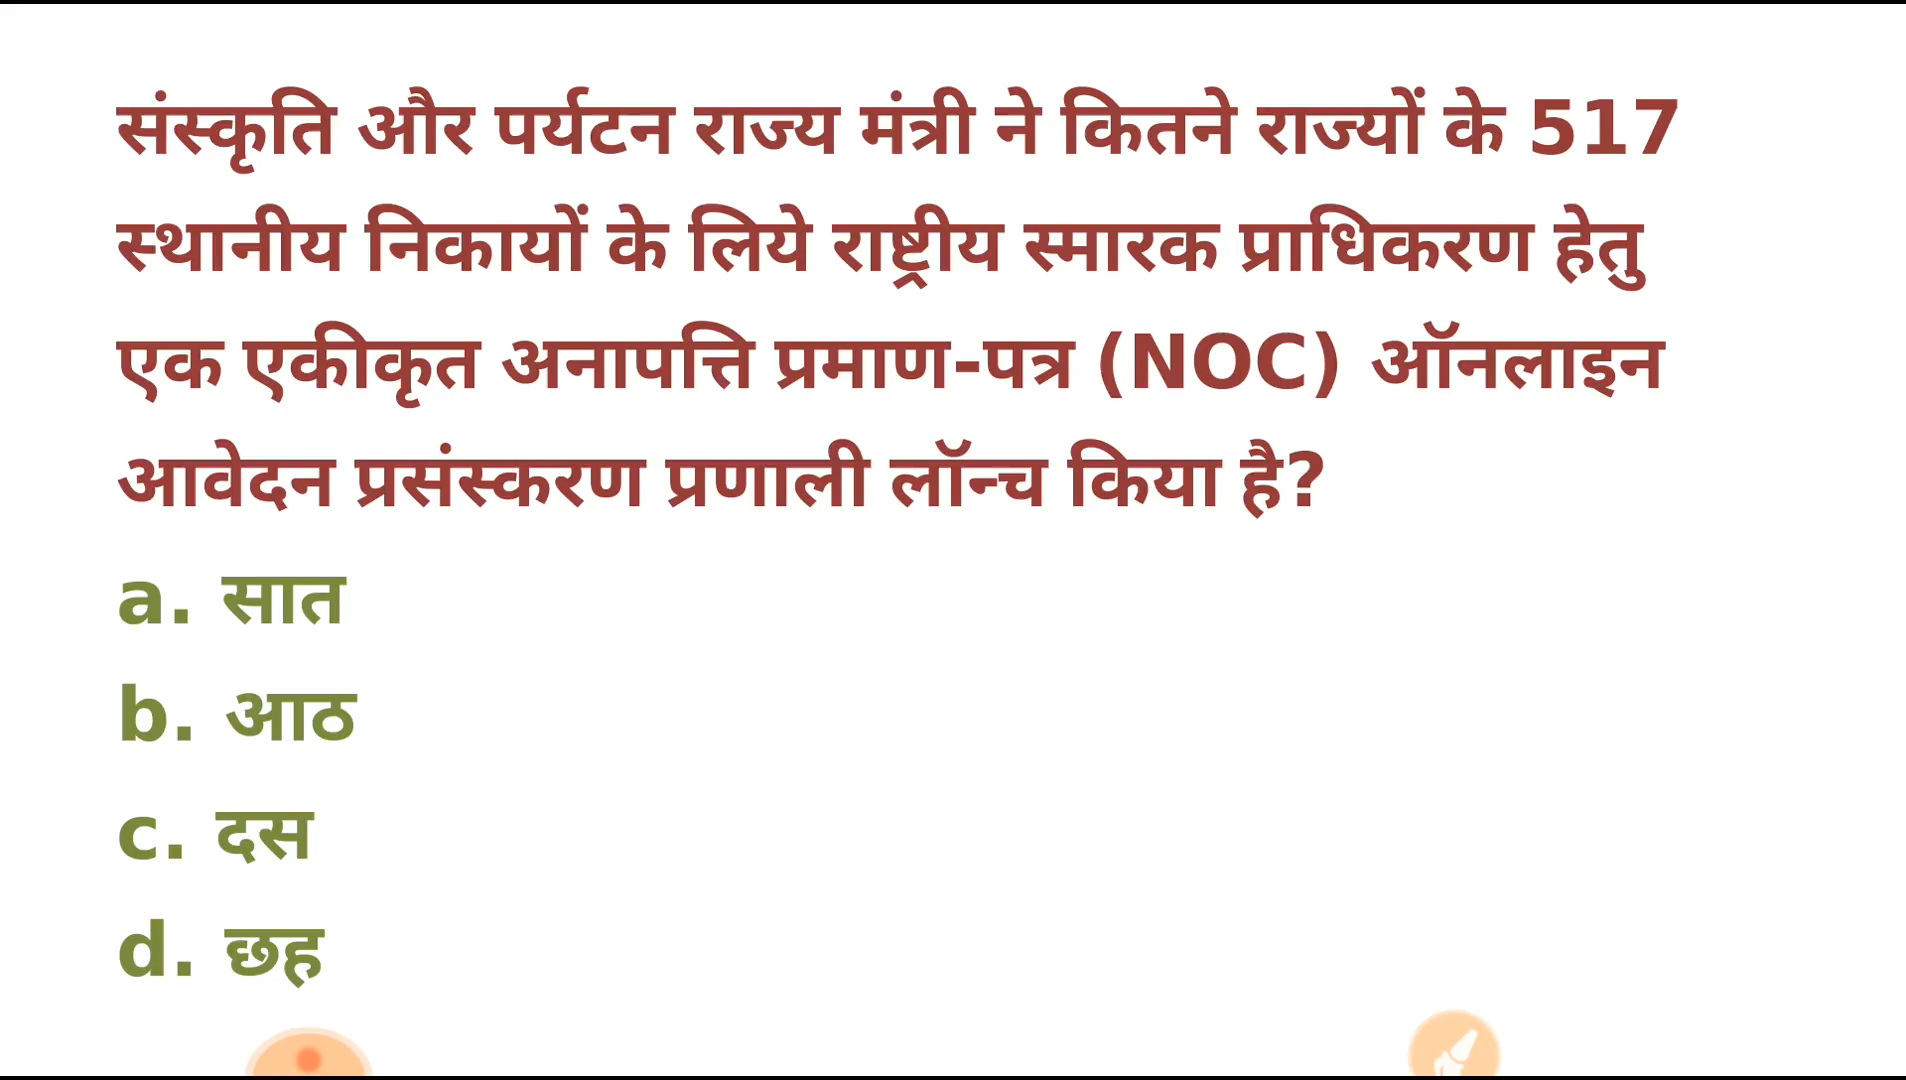 संस्कृति और पर्यटन राज्य मंत्री ने कितने राज्यों के 517
स्थानीय निकायों के लिये राष्ट्रीय स्मारक प्राधिकरण हेतु
एक एकीकृत अनापत्ति प्रमाण-पत्र (NOC) ऑनलाइन
आवेदन प्रसंस्करण प्रणाली लॉन्च किया है?
a. सात
b. आठ
c. दस
d. छह